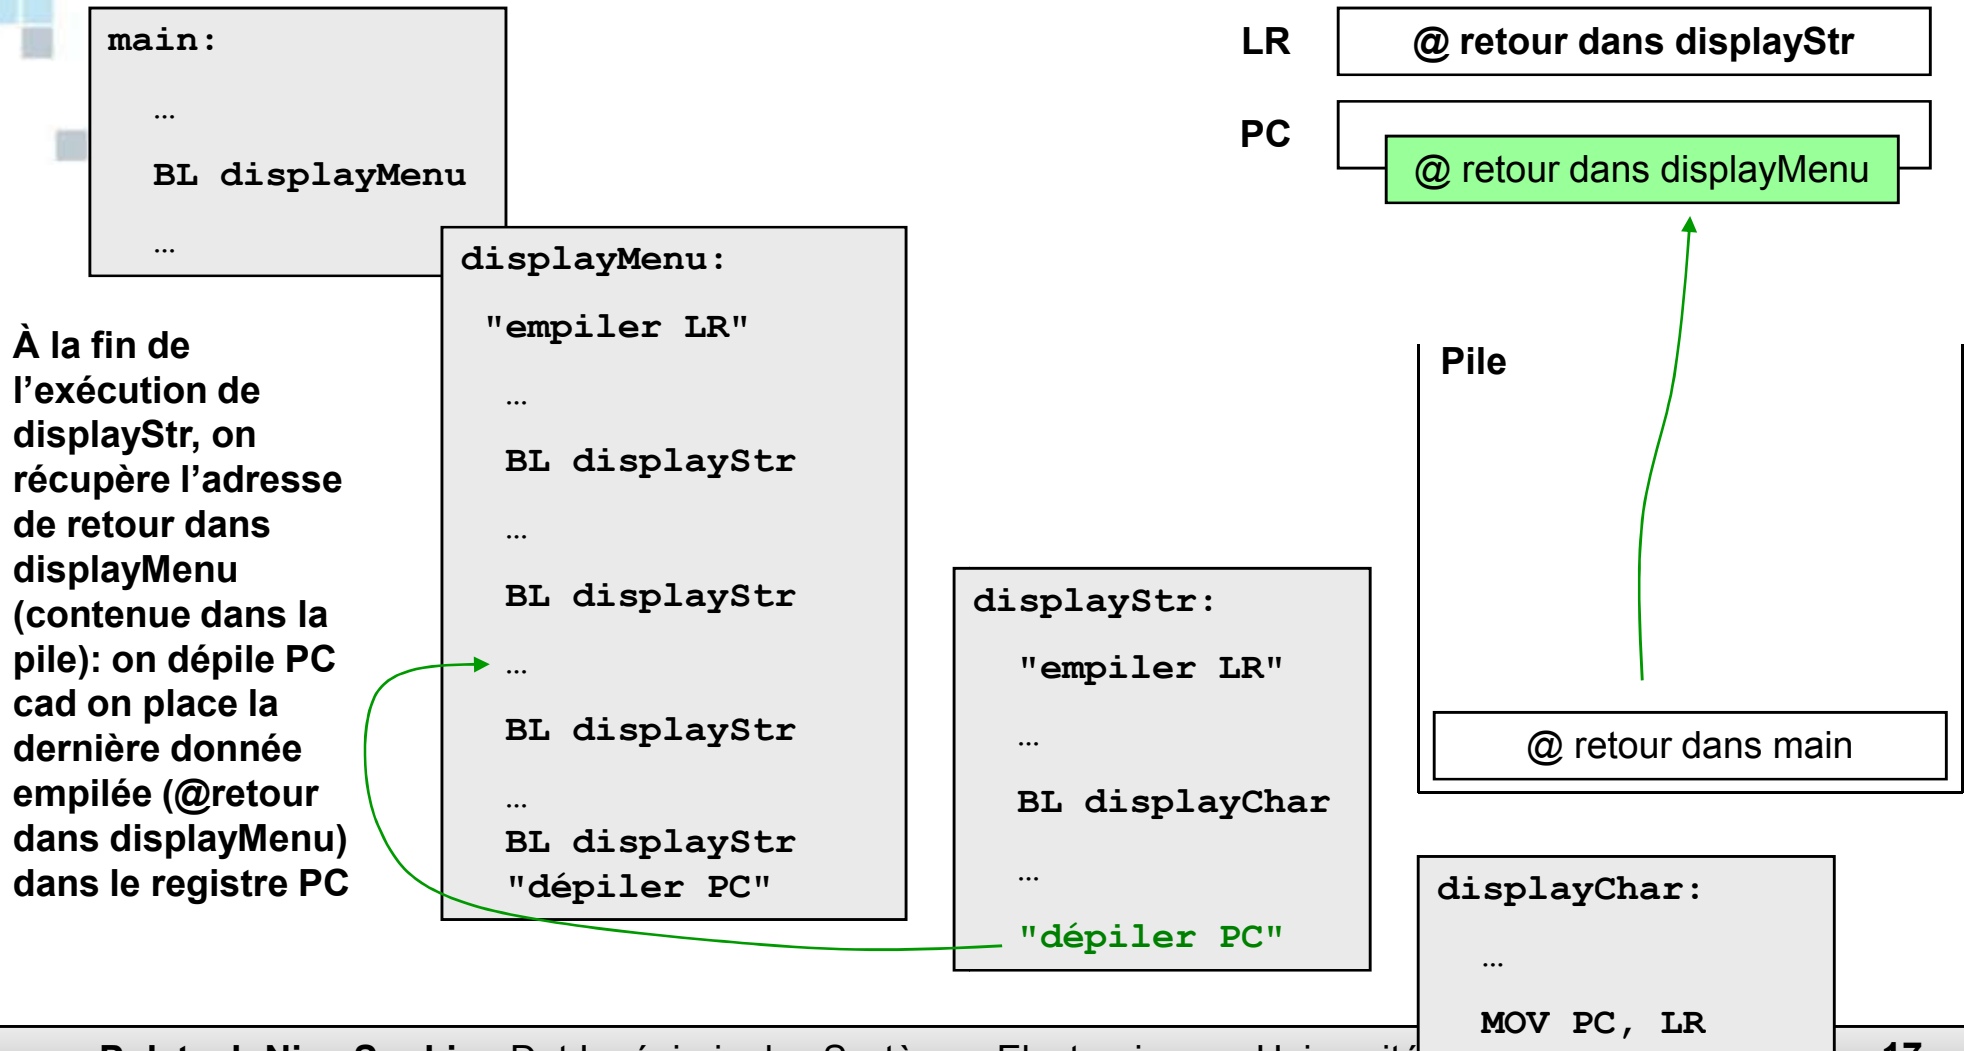 main:
…
BL displayMenu
…
LR
@ retour dans displayStr
PC
@ retour dans displayMenu
displayMenu:
"empiler LR"
…
BL displayStr
…
BL displayStr
…
BL displayStr
…
BL displayStr
"dépiler PC"
À la fin de
l’exécution de
displayStr, on
récupère l’adresse
de retour dans
displayMenu
(contenue dans la
pile): on dépile PC
cad on place la
dernière donnée
empilée (@retour
dans displayMenu)
dans le registre PC
displayStr:
"empiler LR"
…
BL displayChar
…
"dépiler PC"
Pile
@ retour dans main
displayChar:
…
MOV PC, LR
17